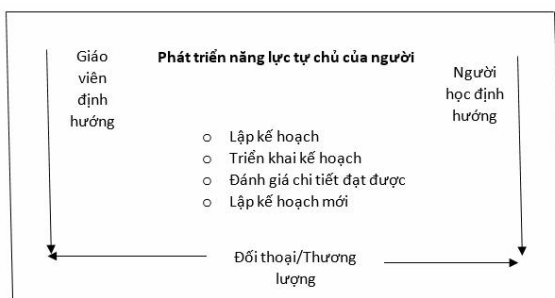 Giáo
viên
định
hướng
Phát triển năng lực tự chủ của người
Người
học định
hướng
o Lập kế hoạch
o Triển khai kế hoạch
o Đánh giá chi tiết đạt được
o Lập kế hoạch mới
Đối thoại/Thương
lượng